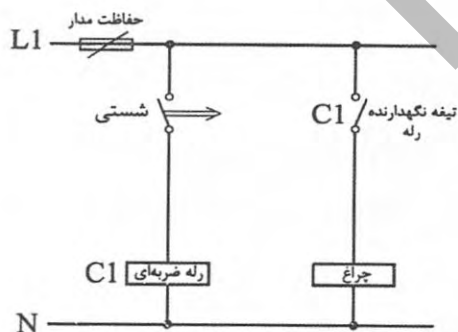 حفاظت مدار
L1
شستی
C1
تیغه نگهدارنده
رله
C1
رله ضربه‌ای
چراغ
N